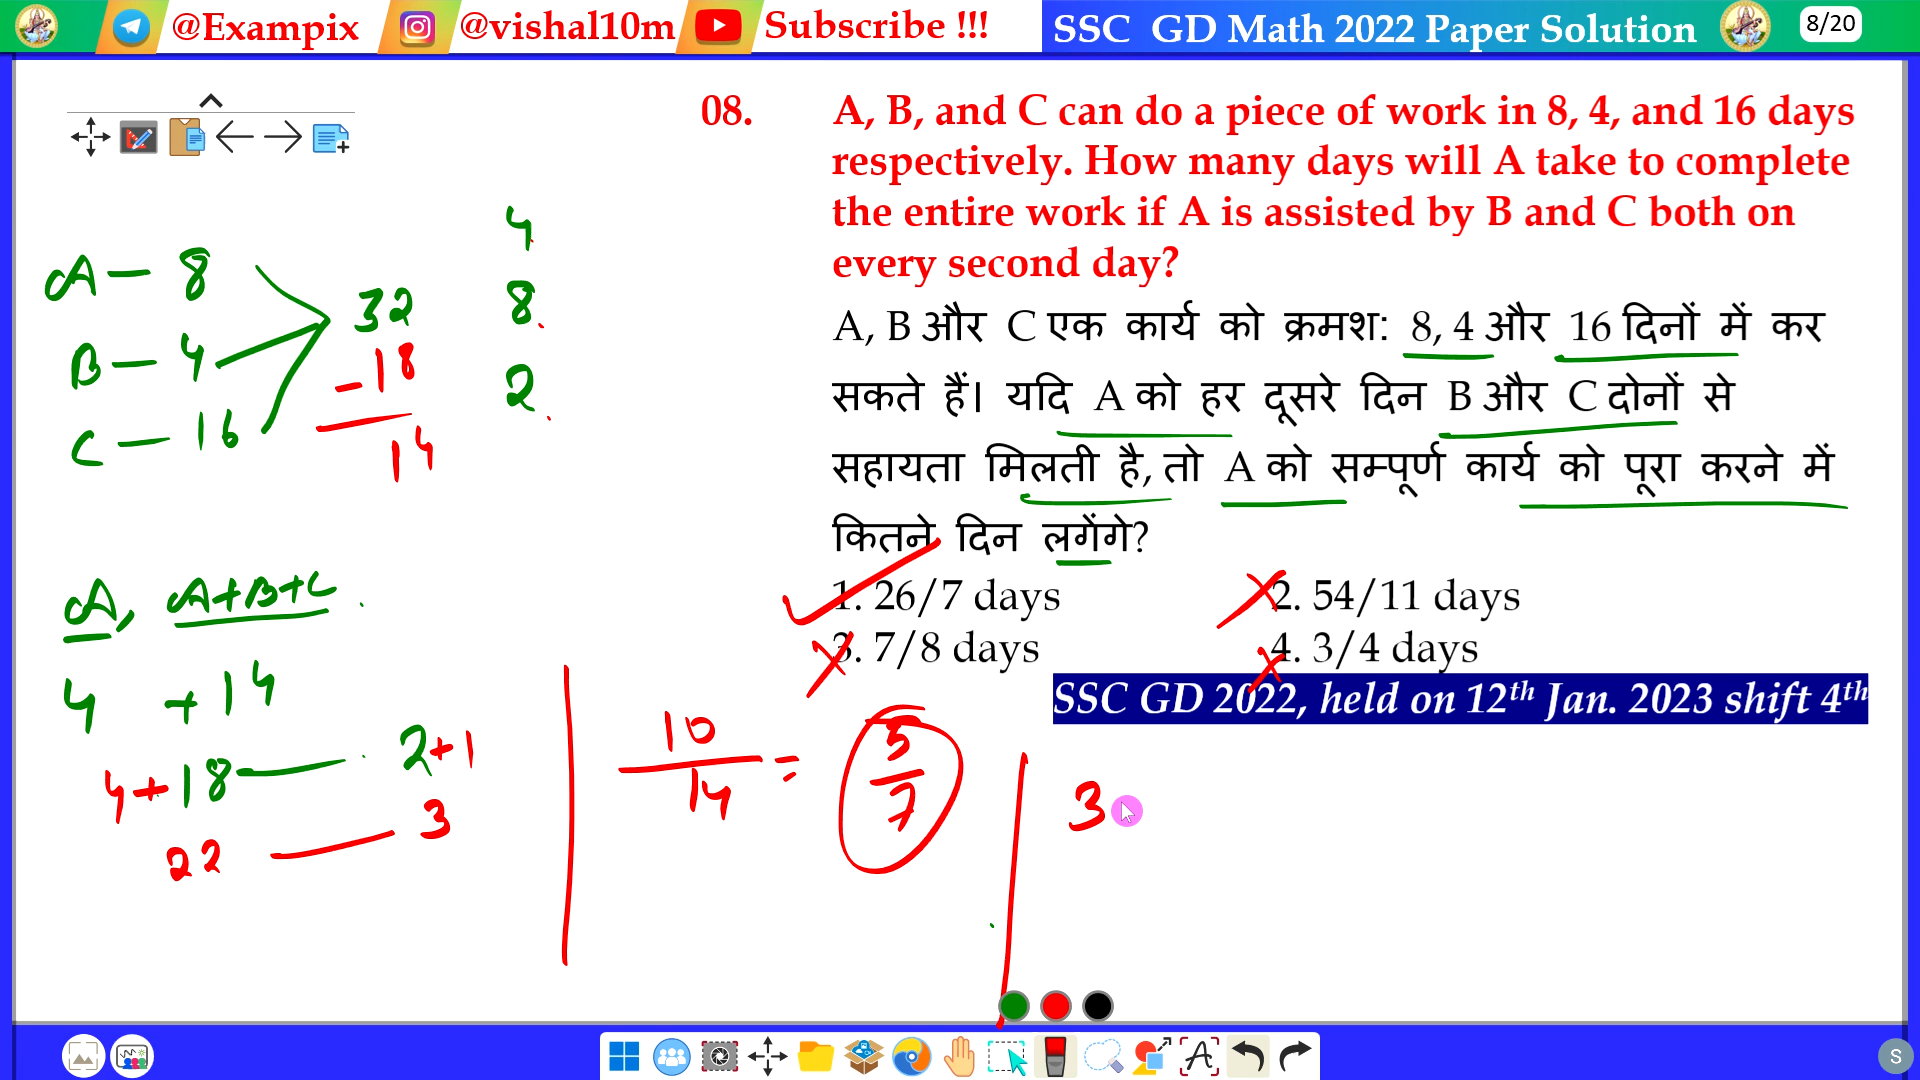 @Exampix @vishal10m Subscribe !!! SSC GD Math 2022 Paper Solution 8/20
08. A, B, and C can do a piece of work in 8, 4, and 16 days
respectively. How many days will A take to complete
the entire work if A is assisted by B and C both on
every second day?
A, B और C एक कार्य को क्रमश: 8, 4 और 16 दिनों में कर
सकते हैं। यदि A को हर दूसरे दिन B और C दोनों से
सहायता मिलती है, तो A को सम्पूर्ण कार्य को पूरा करने में
कितने दिन लगेंगे?
1. 26/7 days 2. 54/11 days
3. 7/8 days 4. 3/4 days
SSC GD 2022, held on 12th Jan. 2023 shift 4th
A — 8
B — 4
C — 16
32
-18
14
4
8
2
A, A+B+C
4 + 14
4+18 — 2+1
22 — 3
10
14
=
5
7
3
S